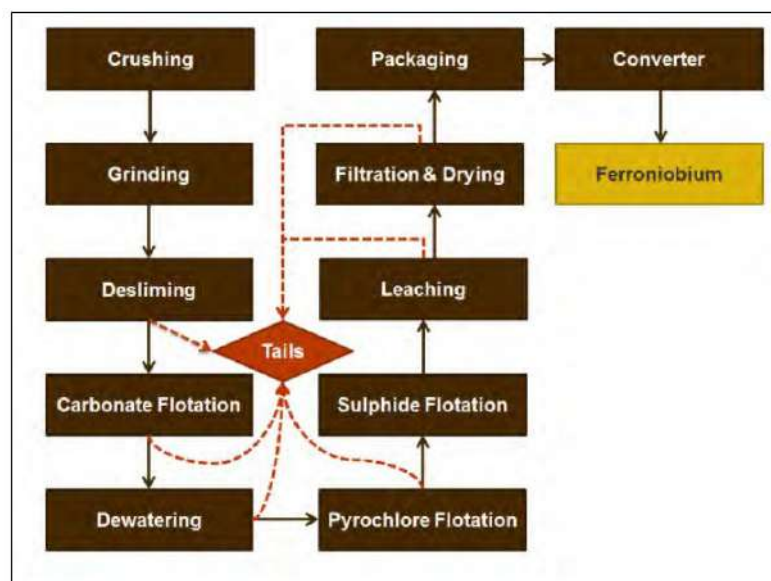 Crushing
Grinding
Desliming
Carbonate Flotation
Dewatering
Pyrochlore Flotation
Sulphide Flotation
Leaching
Filtration & Drying
Packaging
Converter
Ferroniobium
Tails